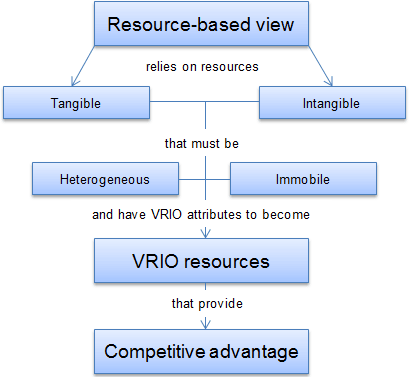 Resource-based view
relies on resources
Tangible
Intangible
that must be
Heterogeneous
Immobile
and have VRIO attributes to become
VRIO resources
that provide
Competitive advantage